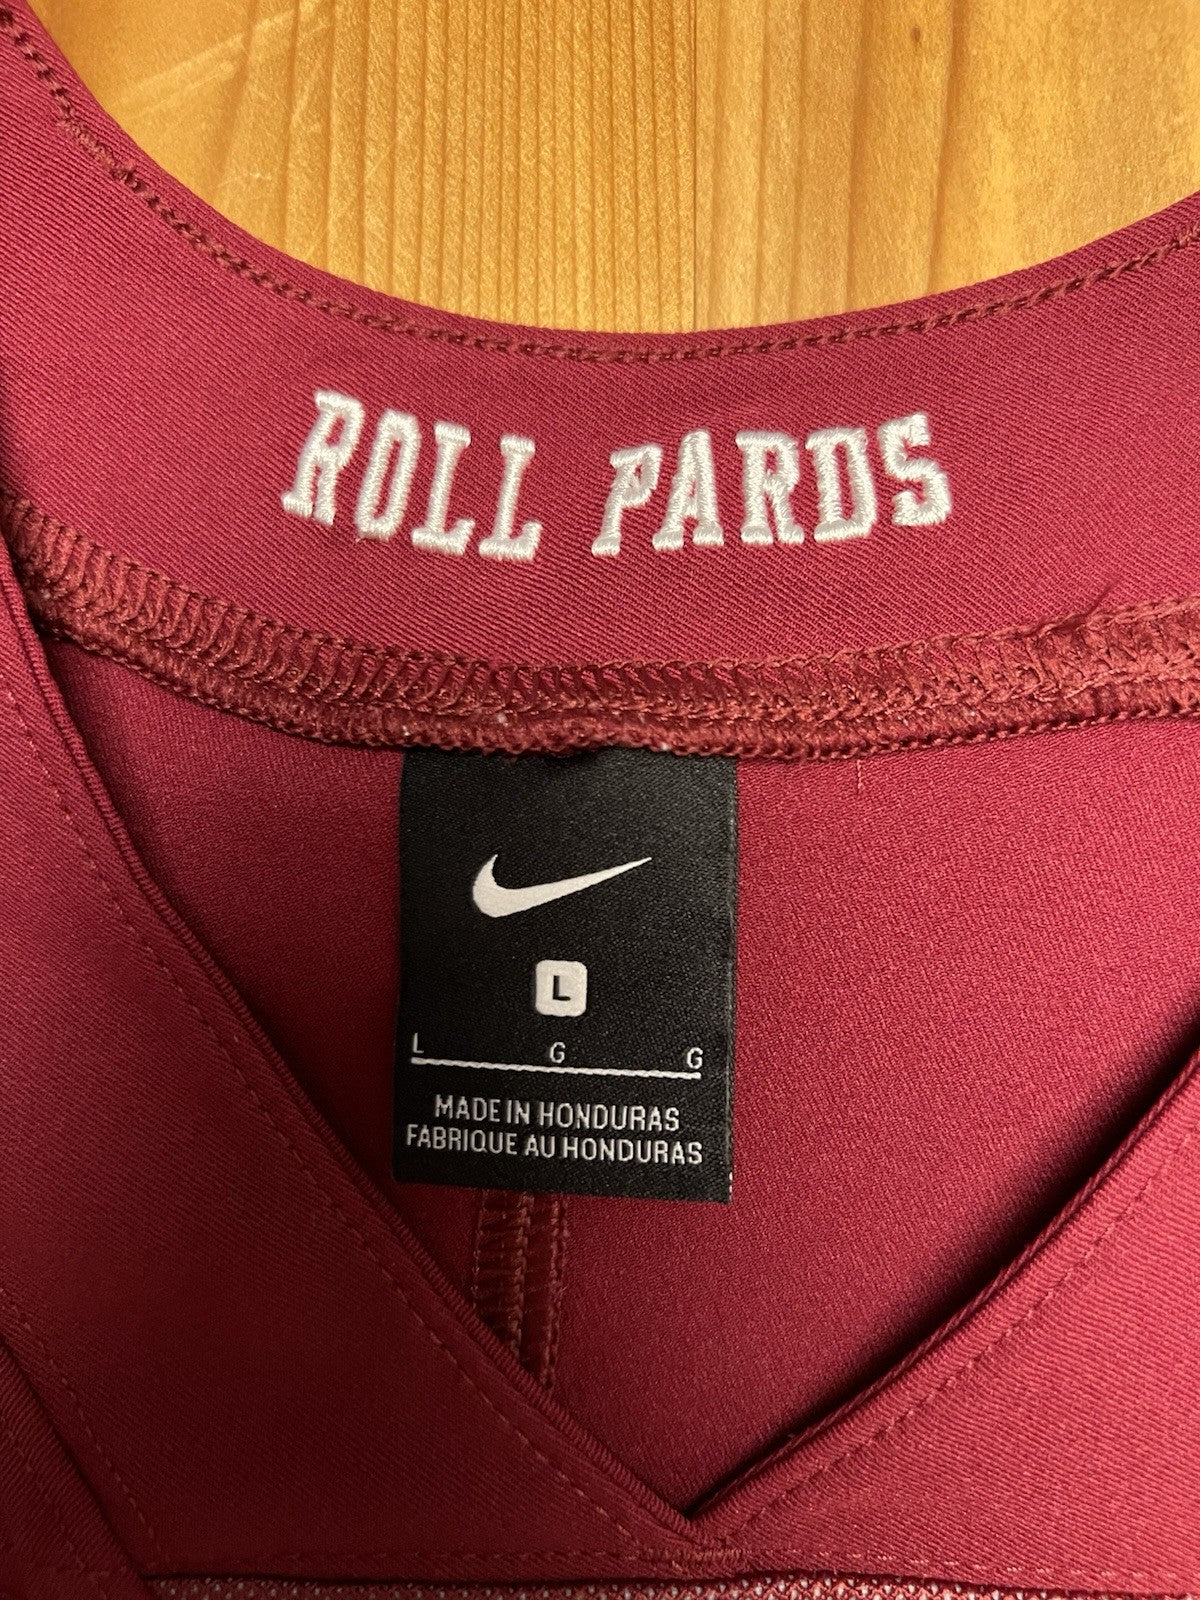 ROLL PARDS
L
L G G
MADE IN HONDURAS
FABRIQUE AU HONDURAS